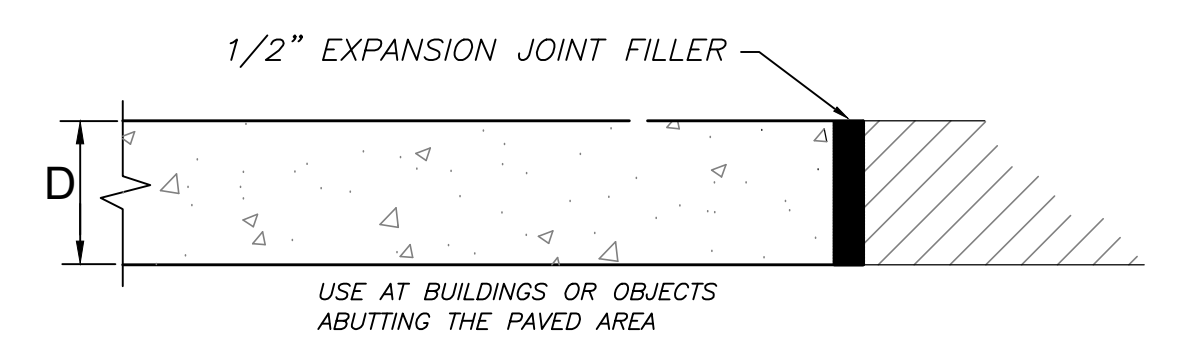 1/2” EXPANSION JOINT FILLER
D
USE AT BUILDINGS OR OBJECTS
ABUTTING THE PAVED AREA